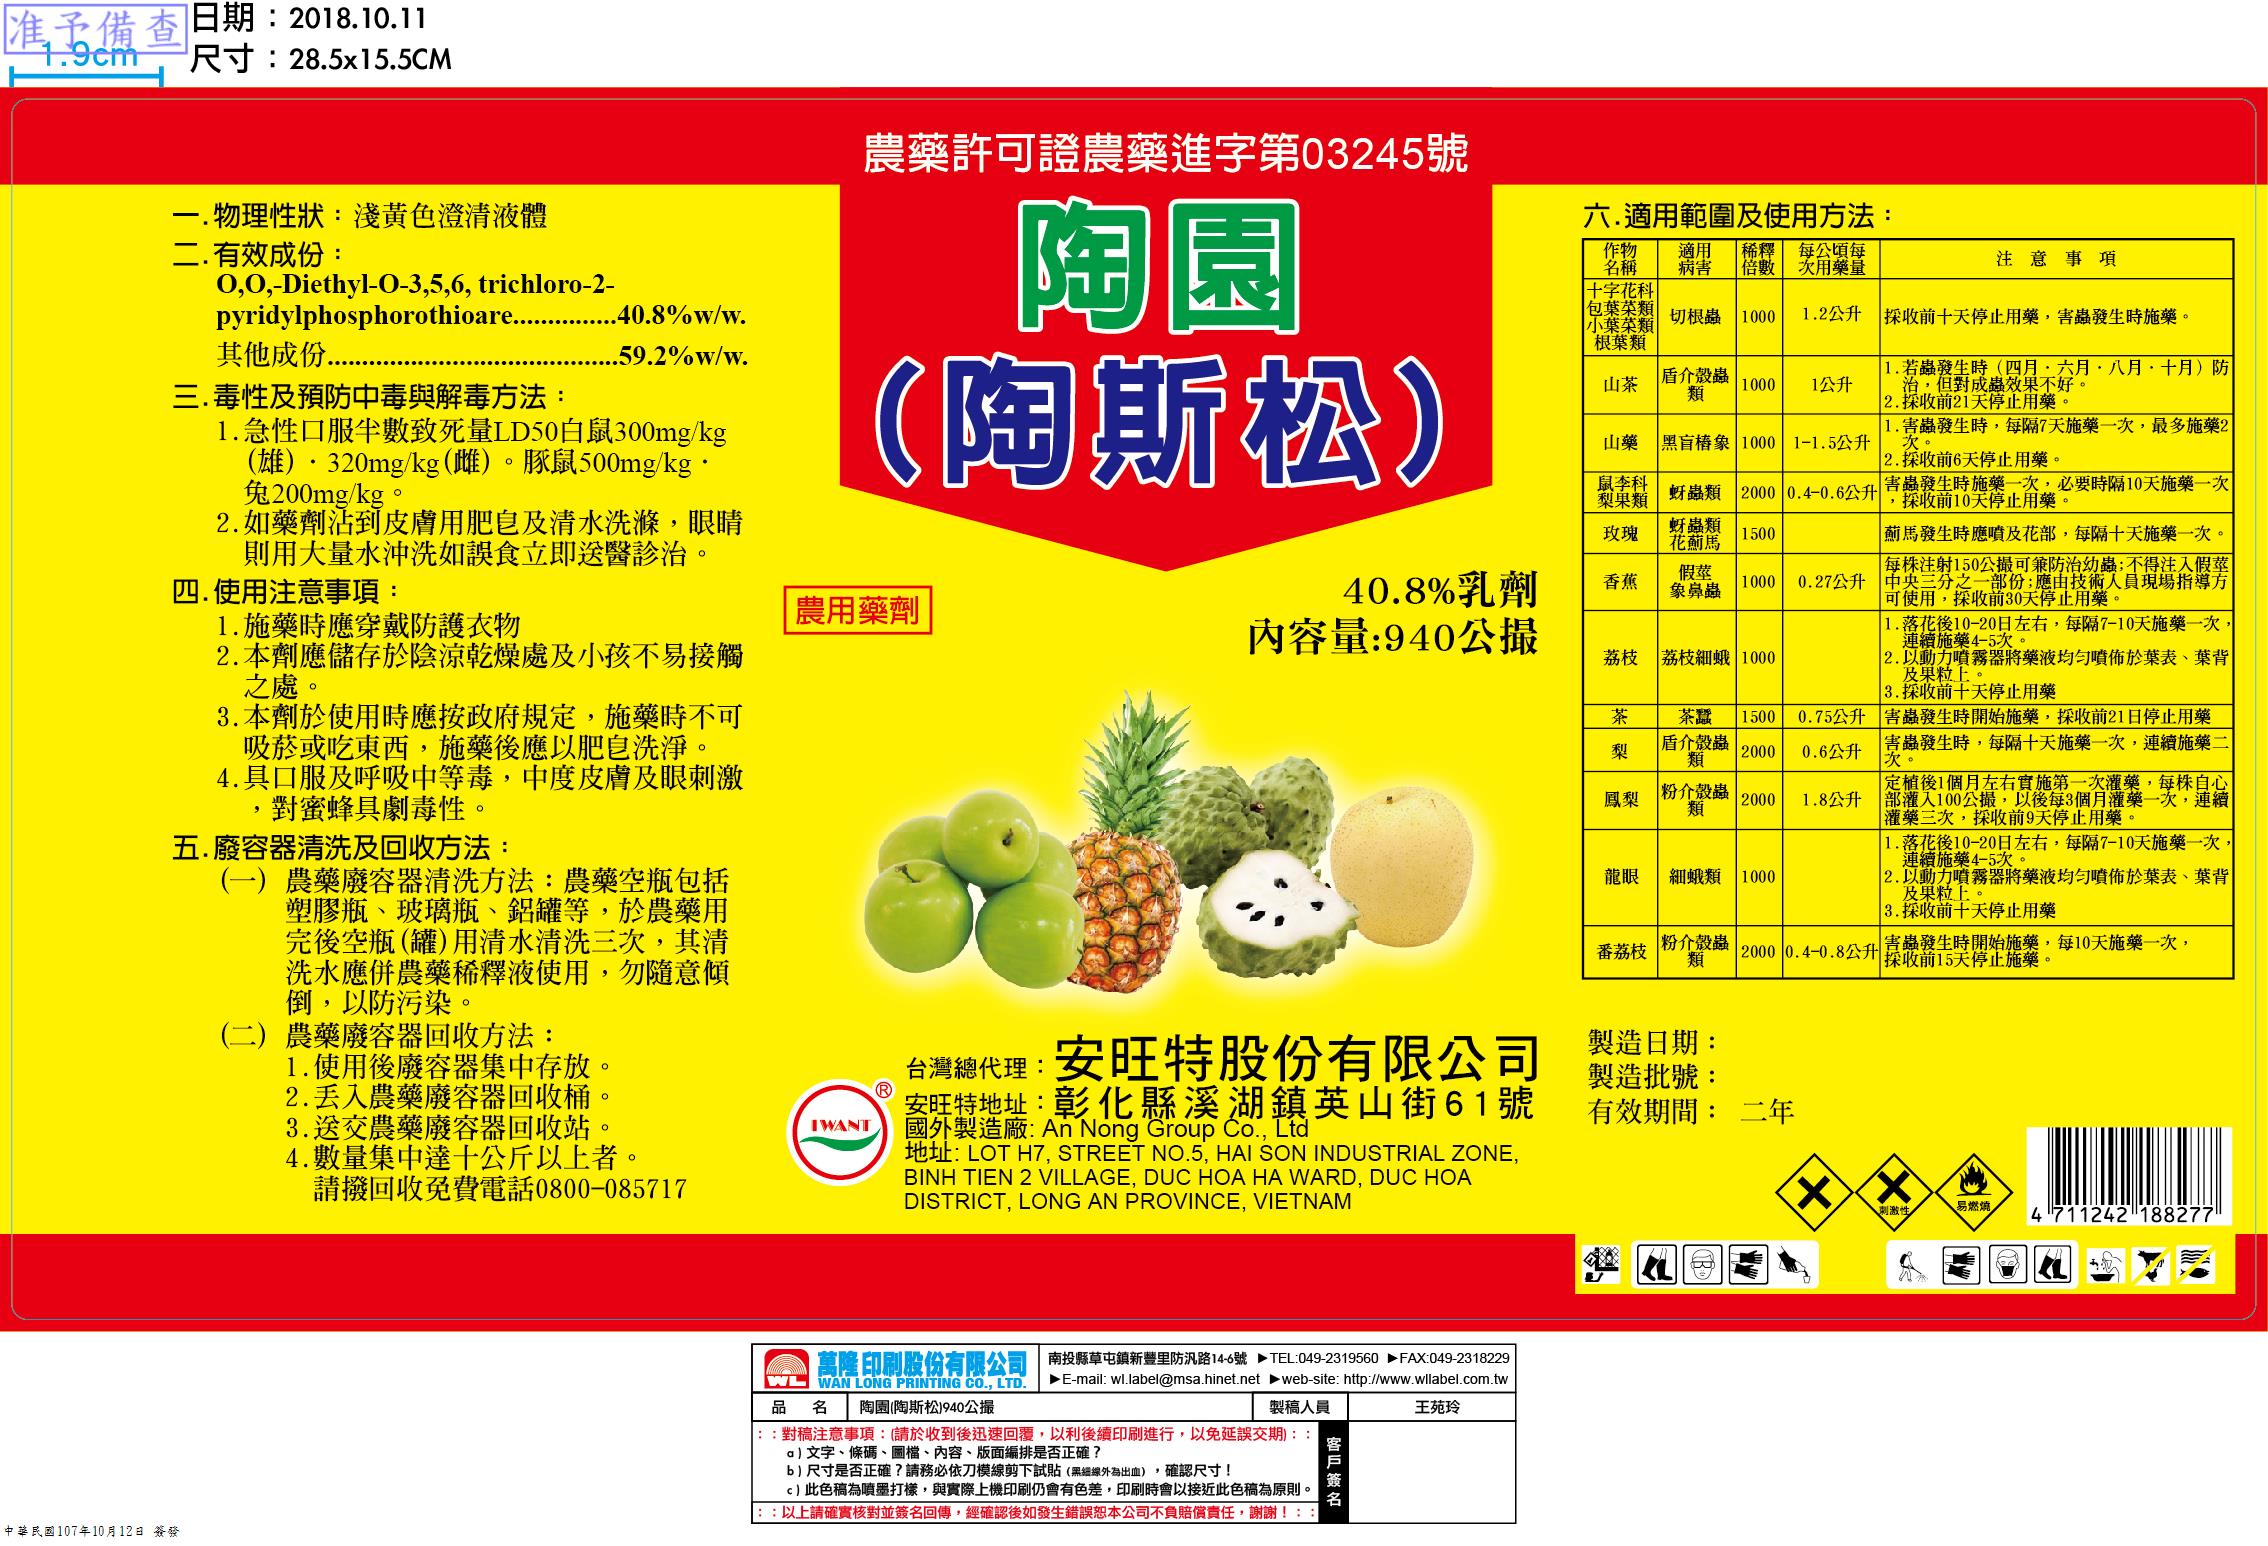 准予備查
1.9cm
日期：2018.10.11
尺寸：28.5x15.5CM
農藥許可證農藥進字第03245號
陶園
(陶斯松)
農用藥劑
40.8%乳劑
內容量:940公撮
一.物理性狀：淺黃色澄清液體
二.有效成份：
O,O,-Diethyl-O-3,5,6, trichloro-2-
pyridylphosphorothioare...............40.8%w/w.
其他成份..........................................59.2%w/w.
三.毒性及預防中毒與解毒方法：
1.急性口服半數致死量LD50白鼠300mg/kg
(雄)．320mg/kg(雌)。豚鼠500mg/kg．
兔200mg/kg。
2.如藥劑沾到皮膚用肥皂及清水洗滌，眼睛
則用大量水沖洗如誤食立即送醫診治。
四.使用注意事項：
1.施藥時應穿戴防護衣物
2.本劑應儲存於陰涼乾燥處及小孩不易接觸
之處。
3.本劑於使用時應按政府規定，施藥時不可
吸菸或吃東西，施藥後應以肥皂洗淨。
4.具口服及呼吸中等毒，中度皮膚及眼刺激
，對蜜蜂具劇毒性。
五.廢容器清洗及回收方法：
(一) 農藥廢容器清洗方法：農藥空瓶包括
塑膠瓶、玻璃瓶、鋁罐等，於農藥用
完後空瓶(罐)用清水清洗三次，其清
洗水應併農藥稀釋液使用，勿隨意傾
倒，以防污染。
(二) 農藥廢容器回收方法：
1.使用後廢容器集中存放。
2.丟入農藥廢容器回收桶。
3.送交農藥廢容器回收站。
4.數量集中達十公斤以上者。
請撥回收免費電話0800-085717
IWANT
®
台灣總代理：安旺特股份有限公司
安旺特地址：彰化縣溪湖鎮英山街61號
國外製造廠: An Nong Group Co., Ltd
地址: LOT H7, STREET NO.5, HAI SON INDUSTRIAL ZONE,
BINH TIEN 2 VILLAGE, DUC HOA HA WARD, DUC HOA
DISTRICT, LONG AN PROVINCE, VIETNAM
六.適用範圍及使用方法：
作物名稱 適用病害 稀釋倍數 每公頃每次用藥量 注意事項
十字花科包葉菜類小葉菜類根葉類 切根蟲 1000 1.2公升 採收前十天停止用藥，害蟲發生時施藥。
山茶 盾介殼蟲類 1000 1公升 1.若蟲發生時（四月．六月．八月．十月）防
治，但對成蟲效果不好。
2.採收前21天停止用藥。
山藥 黑盲椿象 1000 1-1.5公升 1.害蟲發生時，每隔7天施藥一次，最多施藥2
次。
2.採收前6天停止用藥。
鼠李科梨果類 蚜蟲類 2000 0.4-0.6公升 害蟲發生時施藥一次，必要時隔10天施藥一次
，採收前10天停止用藥。
玫瑰 蚜蟲類花薊馬 1500 薊馬發生時應噴及花部，每隔十天施藥一次。
香蕉 假莖象鼻蟲 1000 0.27公升 每株注射150公撮可兼防治幼蟲;不得注入假莖
中央三分之一部份;應由技術人員現場指導方
可使用，採收前30天停止用藥。
荔枝 荔枝細蛾 1000 1.落花後10-20日左右，每隔7-10天施藥一次，
連續施藥4-5次。
2.以動力噴霧器將藥液均勻噴佈於葉表、葉背
及果粒上。
3.採收前十天停止用藥
茶 茶蠶 1500 0.75公升 害蟲發生時開始施藥，採收前21日停止用藥
梨 盾介殼蟲類 2000 0.6公升 害蟲發生時，每隔十天施藥一次，連續施藥二
次。
鳳梨 粉介殼蟲類 2000 1.8公升 定植後1個月左右實施第一次灌藥，每株自心
部灌入100公撮，以後每3個月灌藥一次，連續
灌藥三次，採收前9天停止用藥。
龍眼 細蛾類 1000 1.落花後10-20日左右，每隔7-10天施藥一次，
連續施藥4-5次。
2.以動力噴霧器將藥液均勻噴佈於葉表、葉背
及果粒上。
3.採收前十天停止用藥
番荔枝 粉介殼蟲類 2000 0.4-0.8公升 害蟲發生時開始施藥，每10天施藥一次，
採收前15天停止施藥。
製造日期：
製造批號：
有效期間： 二年
刺激性
易燃燒
4 711242 188277
WL
萬隆印刷股份有限公司
WAN LONG PRINTING CO., LTD.
南投縣草屯鎮新豐里防汛路14-6號 ►TEL:049-2319560 ►FAX:049-2318229
►E-mail: wl.label@msa.hinet.net ►web-site: http://www.wllabel.com.tw
品 名 陶園(陶斯松)940公撮 製稿人員 王苑玲
：：對稿注意事項：(請於收到後迅速回覆，以利後續印刷進行，以免延誤交期)：：
a）文字、條碼、圖檔、內容、版面編排是否正確？
b）尺寸是否正確？請務必依刀模線剪下試貼（黑細線外為出血），確認尺寸！
c）此色稿為噴墨打樣，與實際上機印刷仍會有色差，印刷時會以接近此色稿為原則。
：：以上請確實核對並簽名回傳，經確認後如發生錯誤恕本公司不負賠償責任，謝謝！：：
客戶簽名
中華民國107年10月12日 簽發